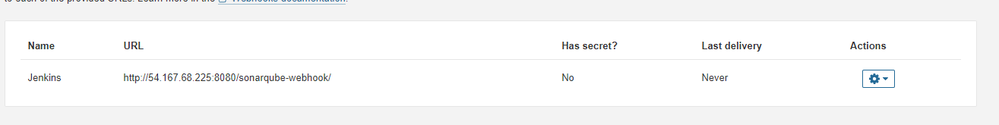 to each of the provided URLs. Learn more in the Webhooks documentation.
Name URL Has secret? Last delivery Actions
Jenkins http://54.167.68.225:8080/sonarqube-webhook/ No Never